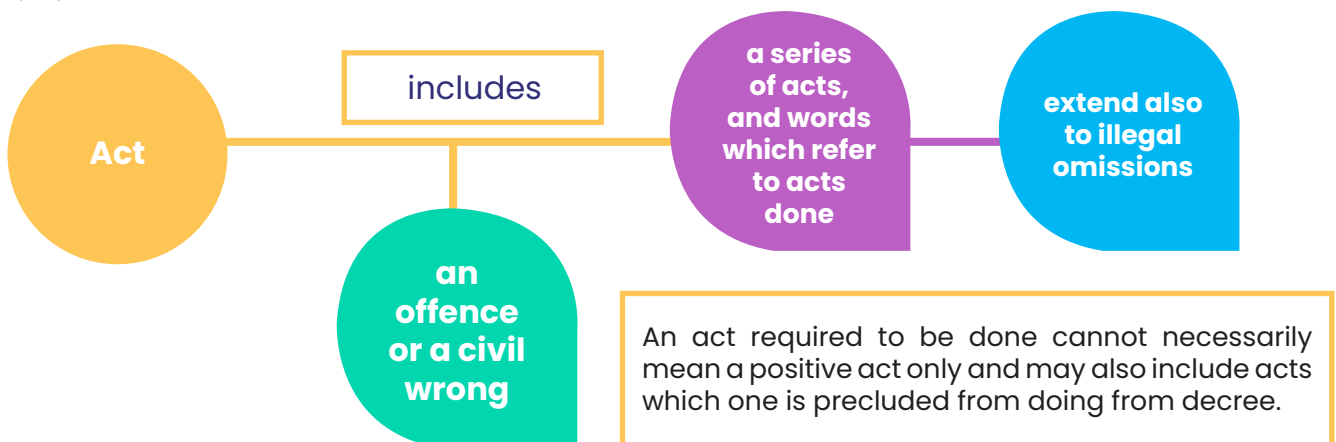 Act
includes
a series
of acts,
and words
which refer
to acts
done
extend also
to illegal
omissions
an
offence
or a civil
wrong
An act required to be done cannot necessarily
mean a positive act only and may also include acts
which one is precluded from doing from decree.